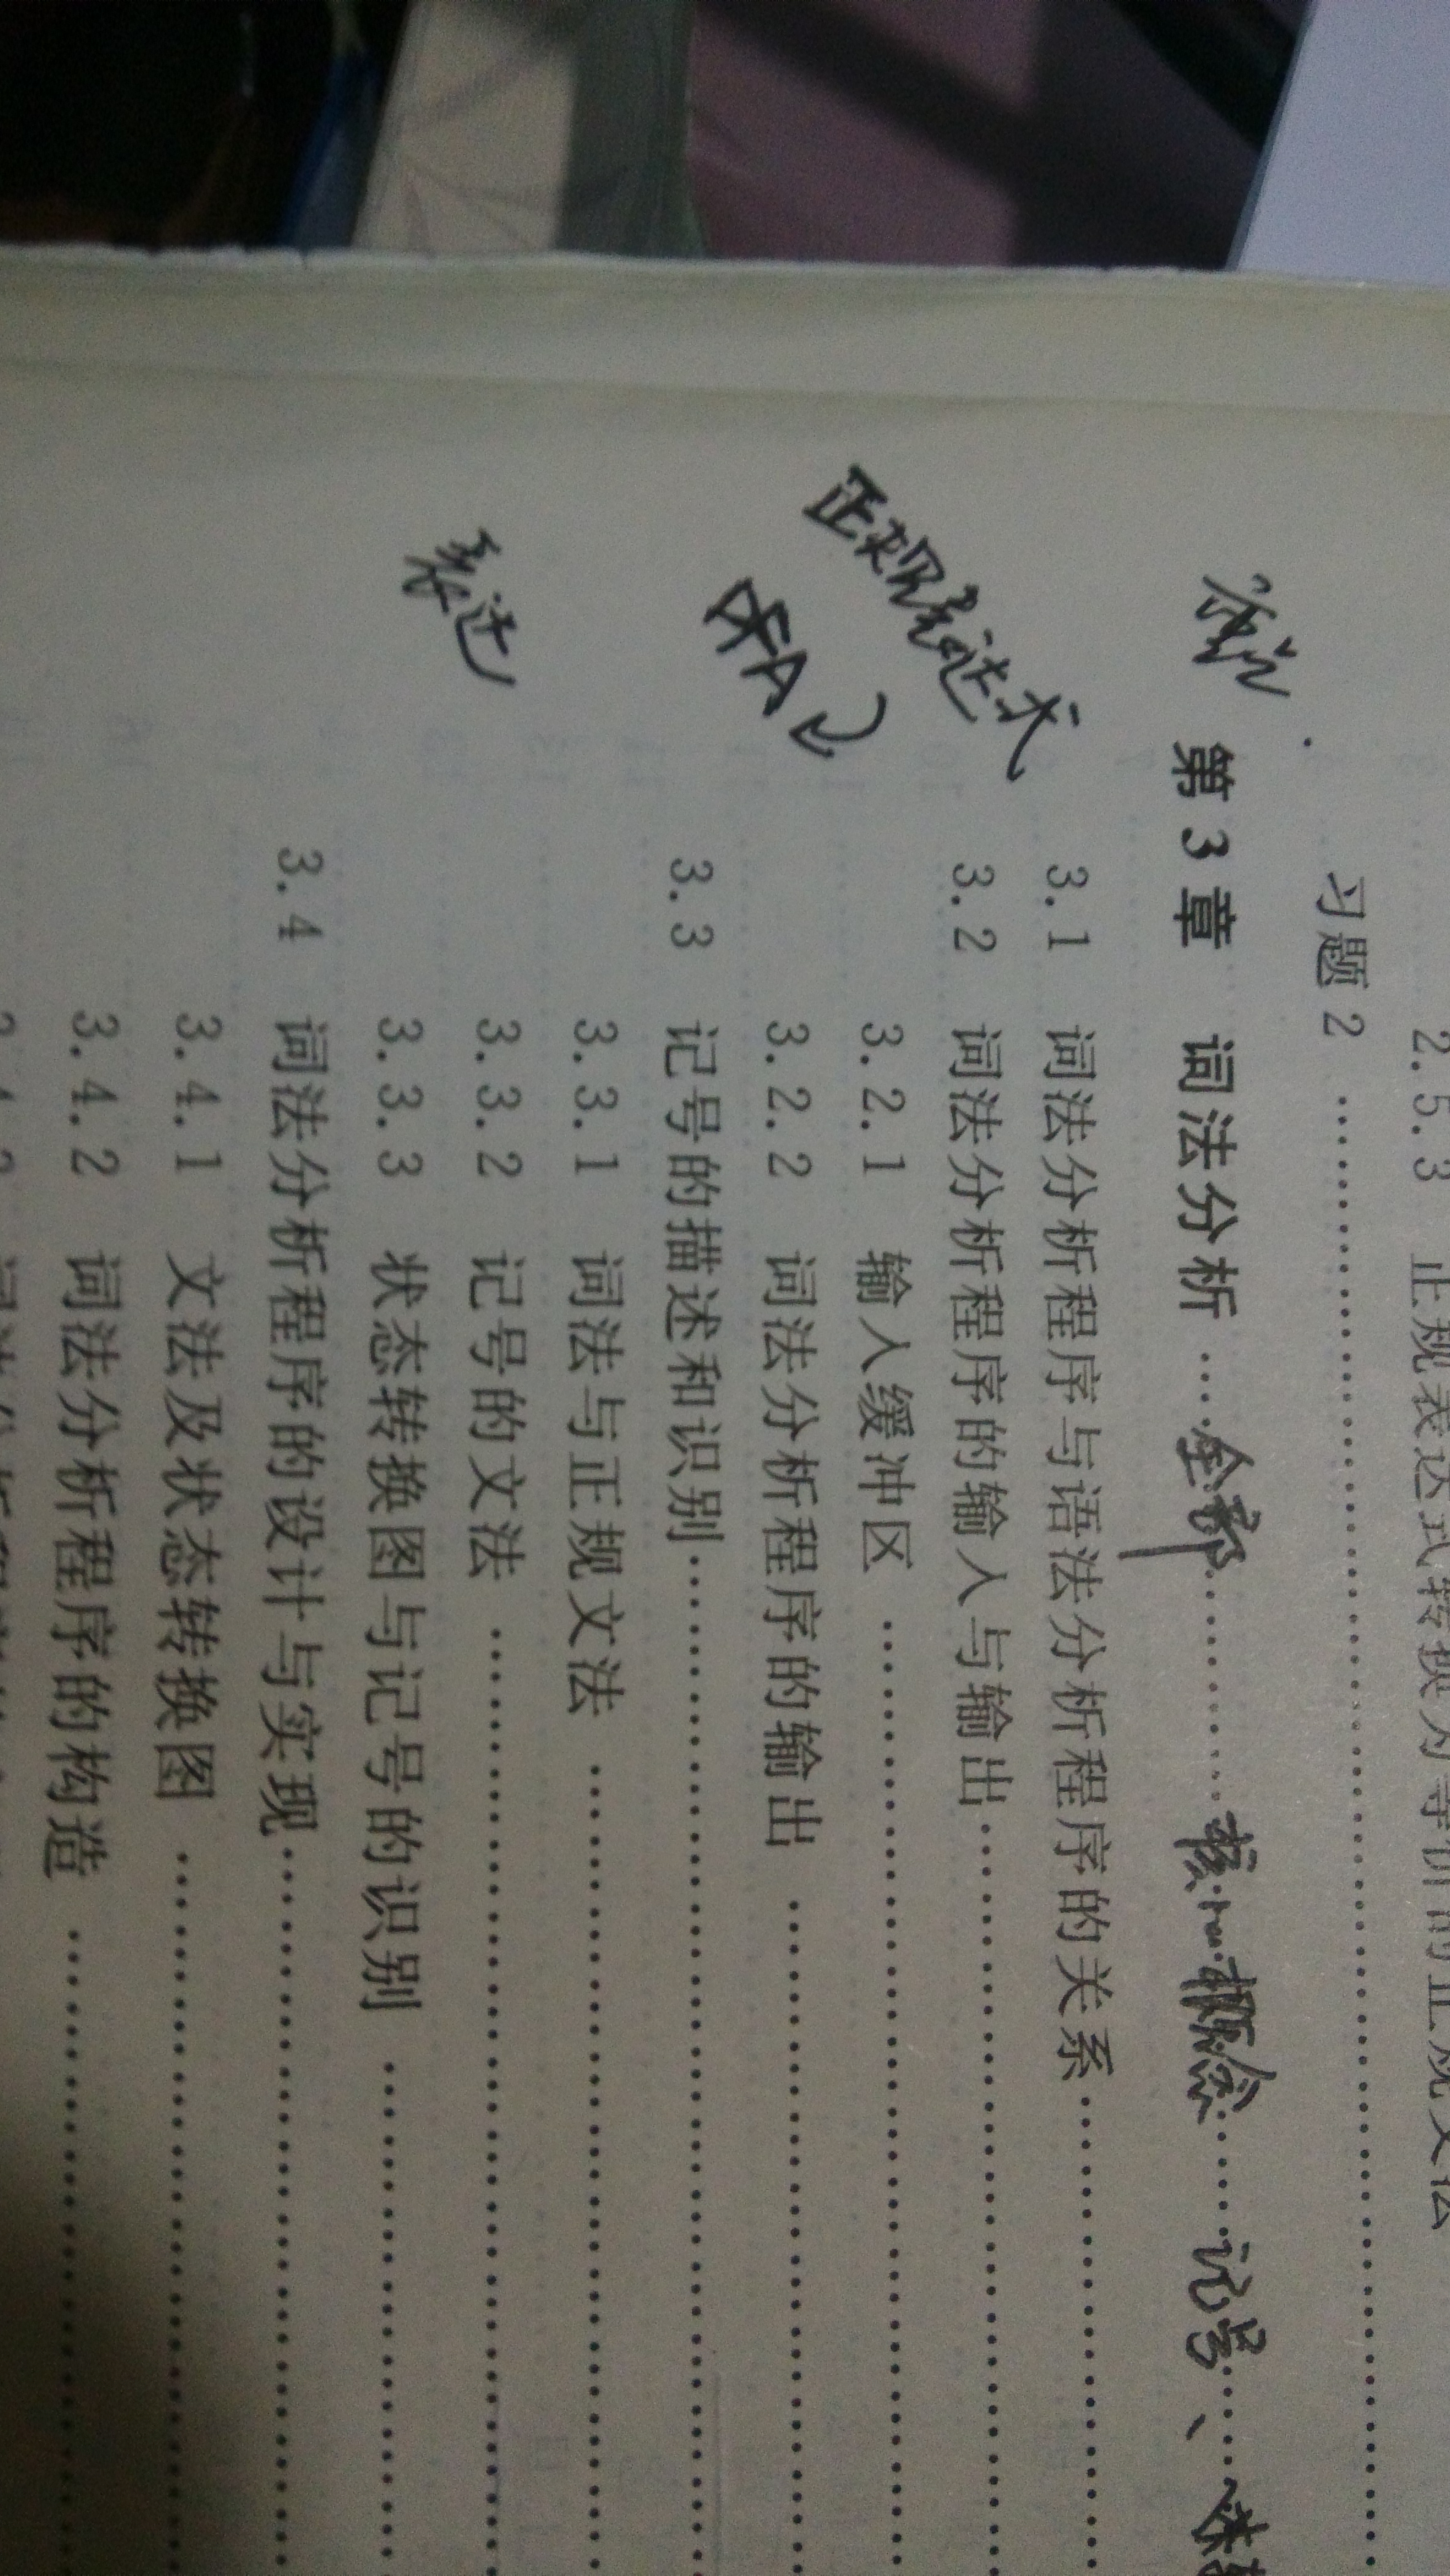 2.5.3 正规表达式转换为等价的正规文法
习题 2 ……
第 3 章 词法分析 …… 全部 …… 核心概念 …… 记号、
3.1 词法分析程序与语法分析程序的关系……
3.2 词法分析程序的输入与输出……
正规表达式
3.2.1 输入缓冲区 ……
DFA
3.2.2 词法分析程序的输出 ……
3.3 记号的描述和识别……
3.3.1 词法与正规文法 ……
3.3.2 记号的文法 ……
表达
3.3.3 状态转换图与记号的识别 ……
3.4 词法分析程序的设计与实现……
3.4.1 文法及状态转换图 ……
3.4.2 词法分析程序的构造 ……